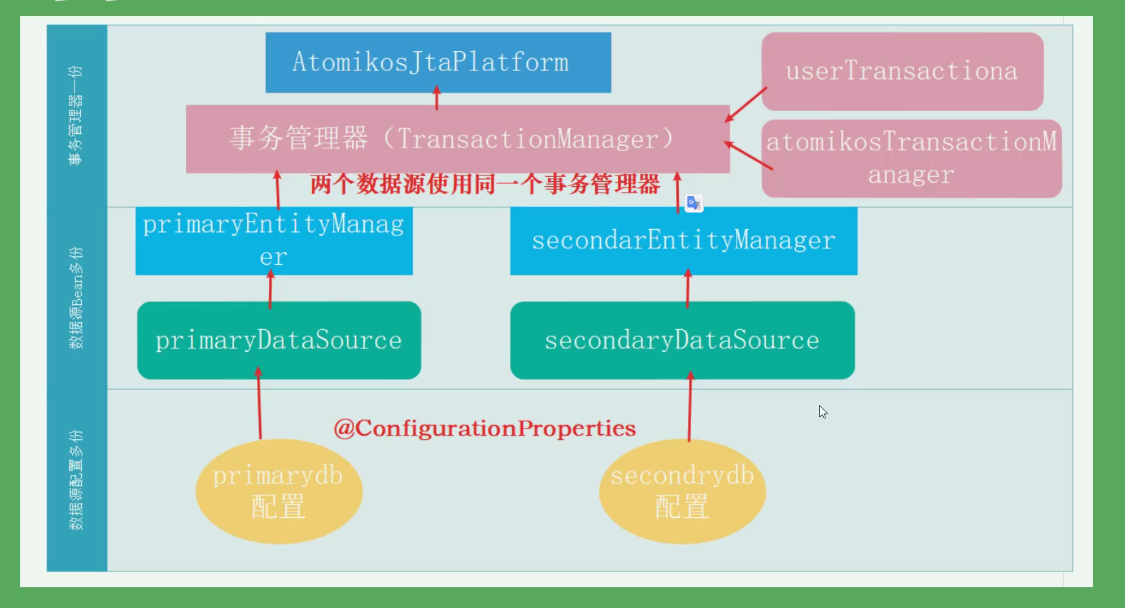 事务管理器一份
AtomikosJtaPlatform
userTransactiona
事务管理器（TransactionManager）
atomikosTransactionM
anager
两个数据源使用同一个事务管理器
数据源Bean多份
primaryEntityManag
er
secondarEntityManager
primaryDataSource
secondaryDataSource
数据源配置多份
@ConfigurationProperties
primarydb
配置
secondrydb
配置